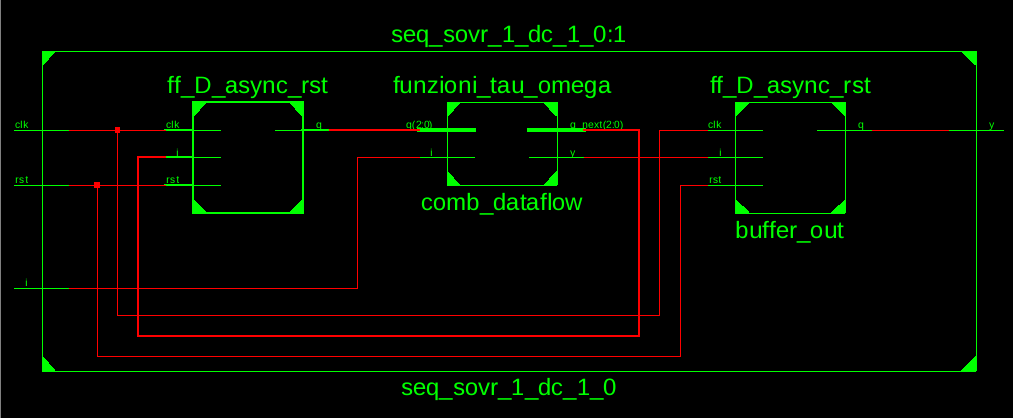 seq_sovr_1_dc_1_0:1
ff_D_async_rst
funzioni_tau_omega
ff_D_async_rst
clk
clk
q
q(2:0)
q_next(2:0)
clk
q
y
i
i
y
i
rst
rst
rst
comb_dataflow
buffer_out
i
seq_sovr_1_dc_1_0